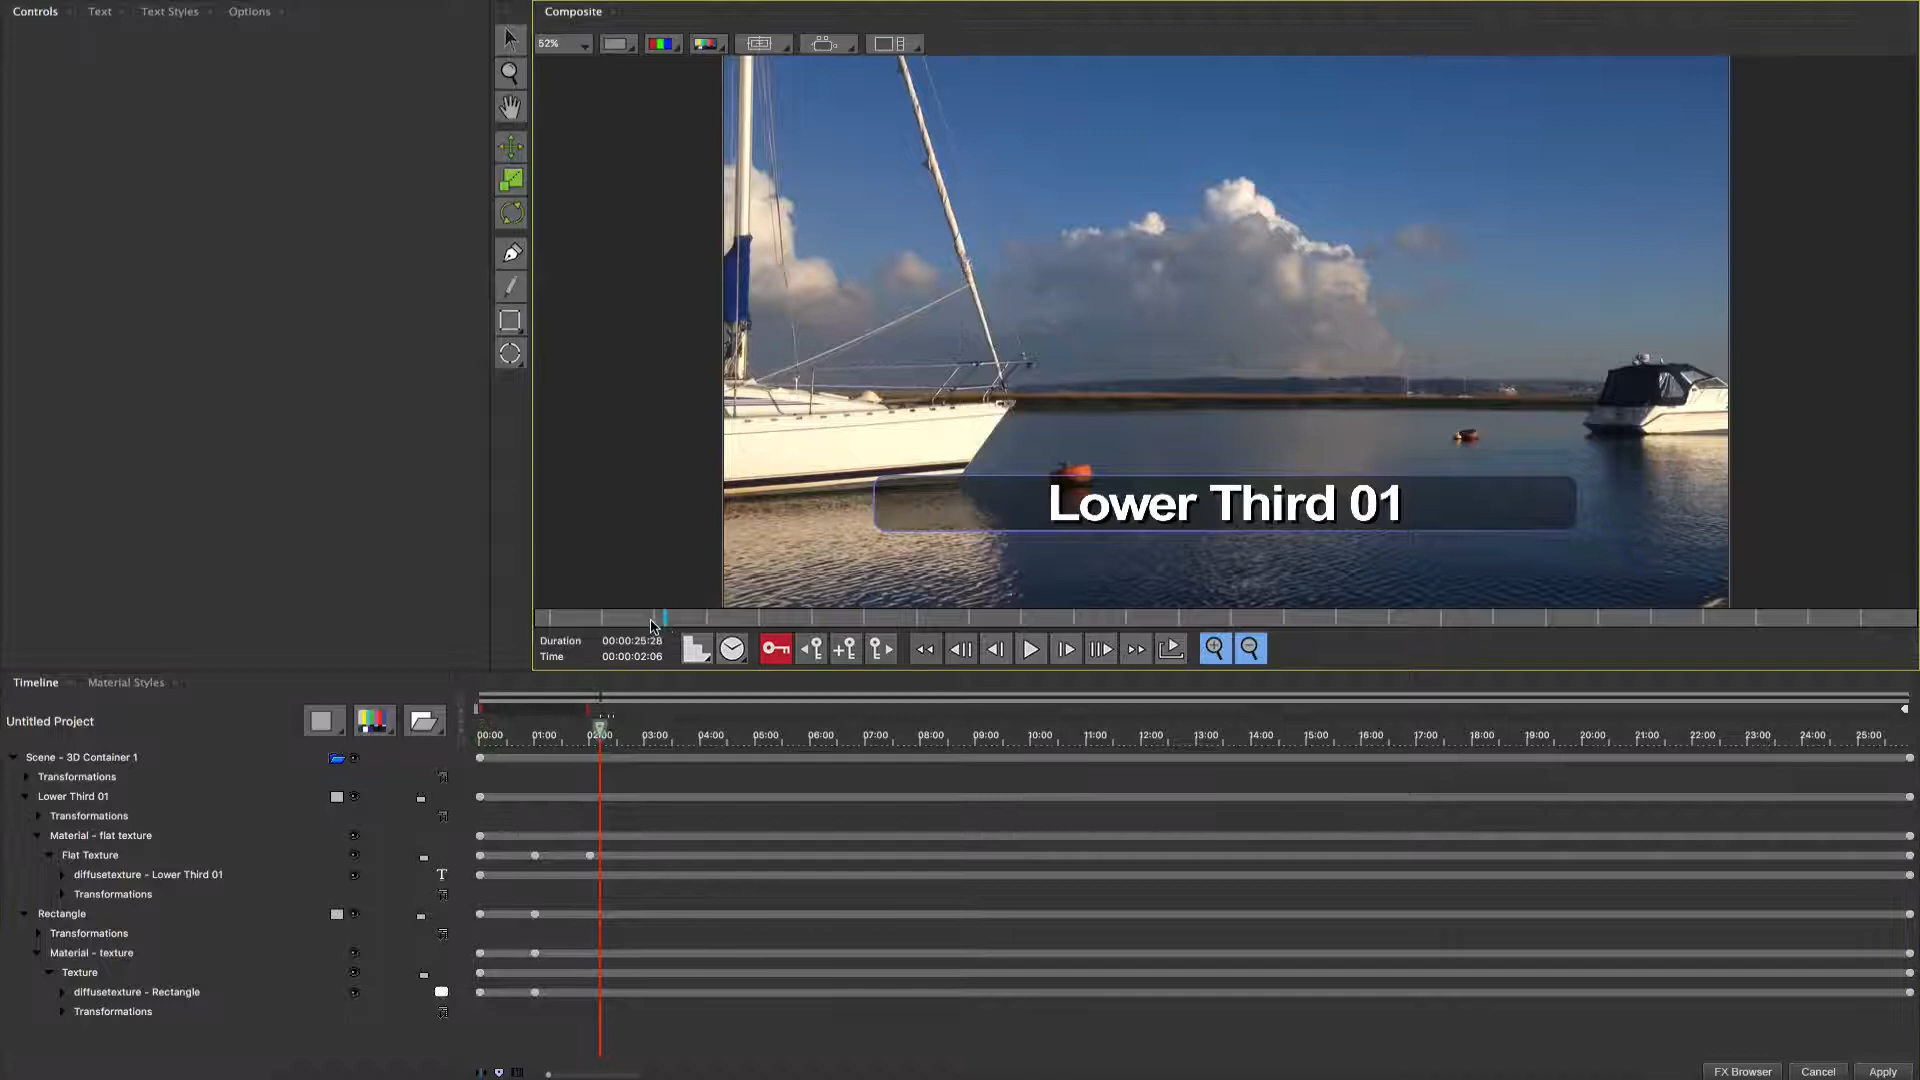 Controls Text Text Styles Options
Composite
52%
Lower Third 01
Duration 00:00:25:28
Time 00:00:02:06
Timeline Material Styles
Untitled Project
00:00 01:00 02:00 03:00 04:00 05:00 06:00 07:00 08:00 09:00 10:00 11:00 12:00 13:00 14:00 15:00 16:00 17:00 18:00 19:00 20:00 21:00 22:00 23:00 24:00 25:00
Scene - 3D Container 1
Transformations
Lower Third 01
Transformations
Material - flat texture
Flat Texture
diffusetexture - Lower Third 01
T
Transformations
Rectangle
Transformations
Material - texture
Texture
diffusetexture - Rectangle
Transformations
FX Browser Cancel Apply